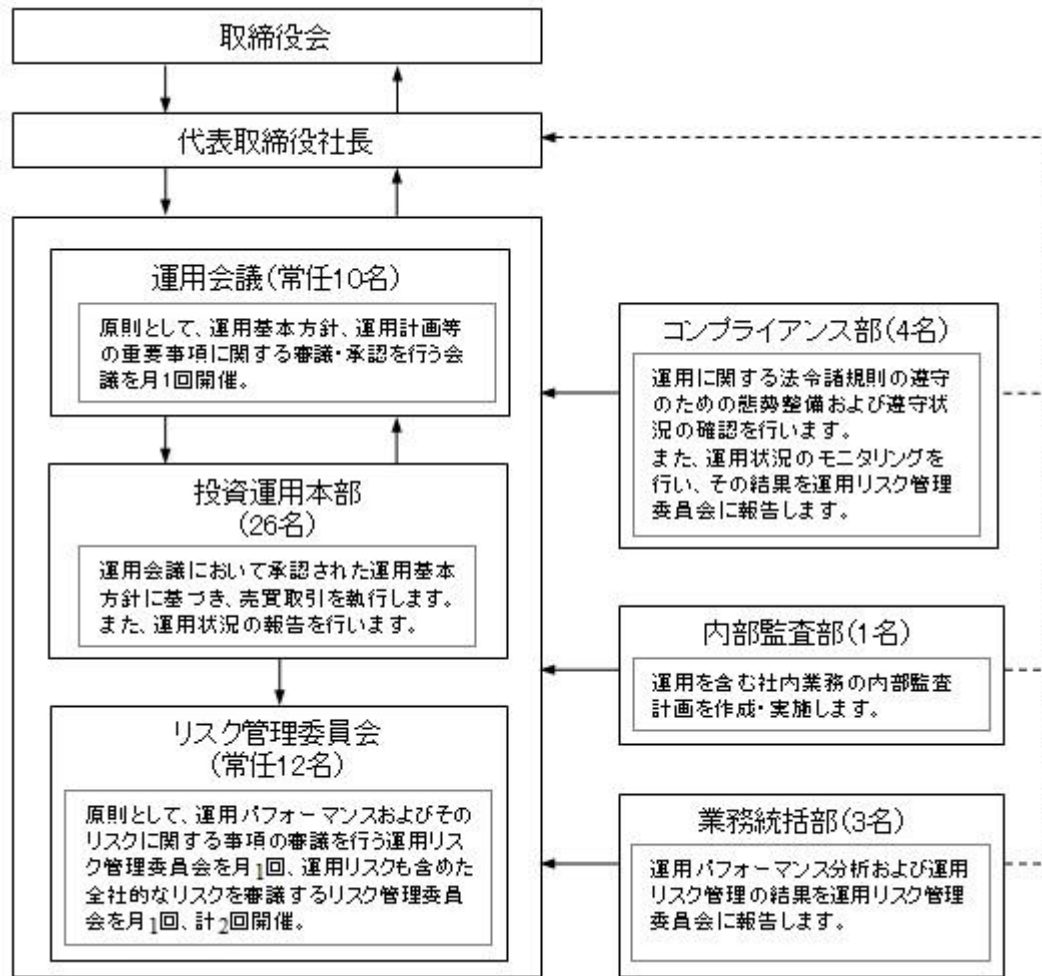 取締役会
代表取締役社長
運用会議(常任10名)
原則として、運用基本方針、運用計画等
の重要事項に関する審議・承認を行う会
議を月1回開催。
投資運用本部
(26名)
運用会議において承認された運用基本
方針に基づき、売買取引を執行します。
また、運用状況の報告を行います。
リスク管理委員会
(常任12名)
原則として、運用パフォーマンスおよびその
リスクに関する事項の審議を行う運用リス
ク管理委員会を月1回、運用リスクも含めた
全社的なリスクを審議するリスク管理委員
会を月1回、計2回開催。
コンプライアンス部(4名)
運用に関する法令諸規則の遵守
のための態勢整備および遵守状
況の確認を行います。
また、運用状況のモニタリングを
行い、その結果を運用リスク管理
委員会に報告します。
内部監査部(1名)
運用を含む社内業務の内部監査
計画を作成・実施します。
業務統括部(3名)
運用パフォーマンス分析および運用
リスク管理の結果を運用リスク管理
委員会に報告します。